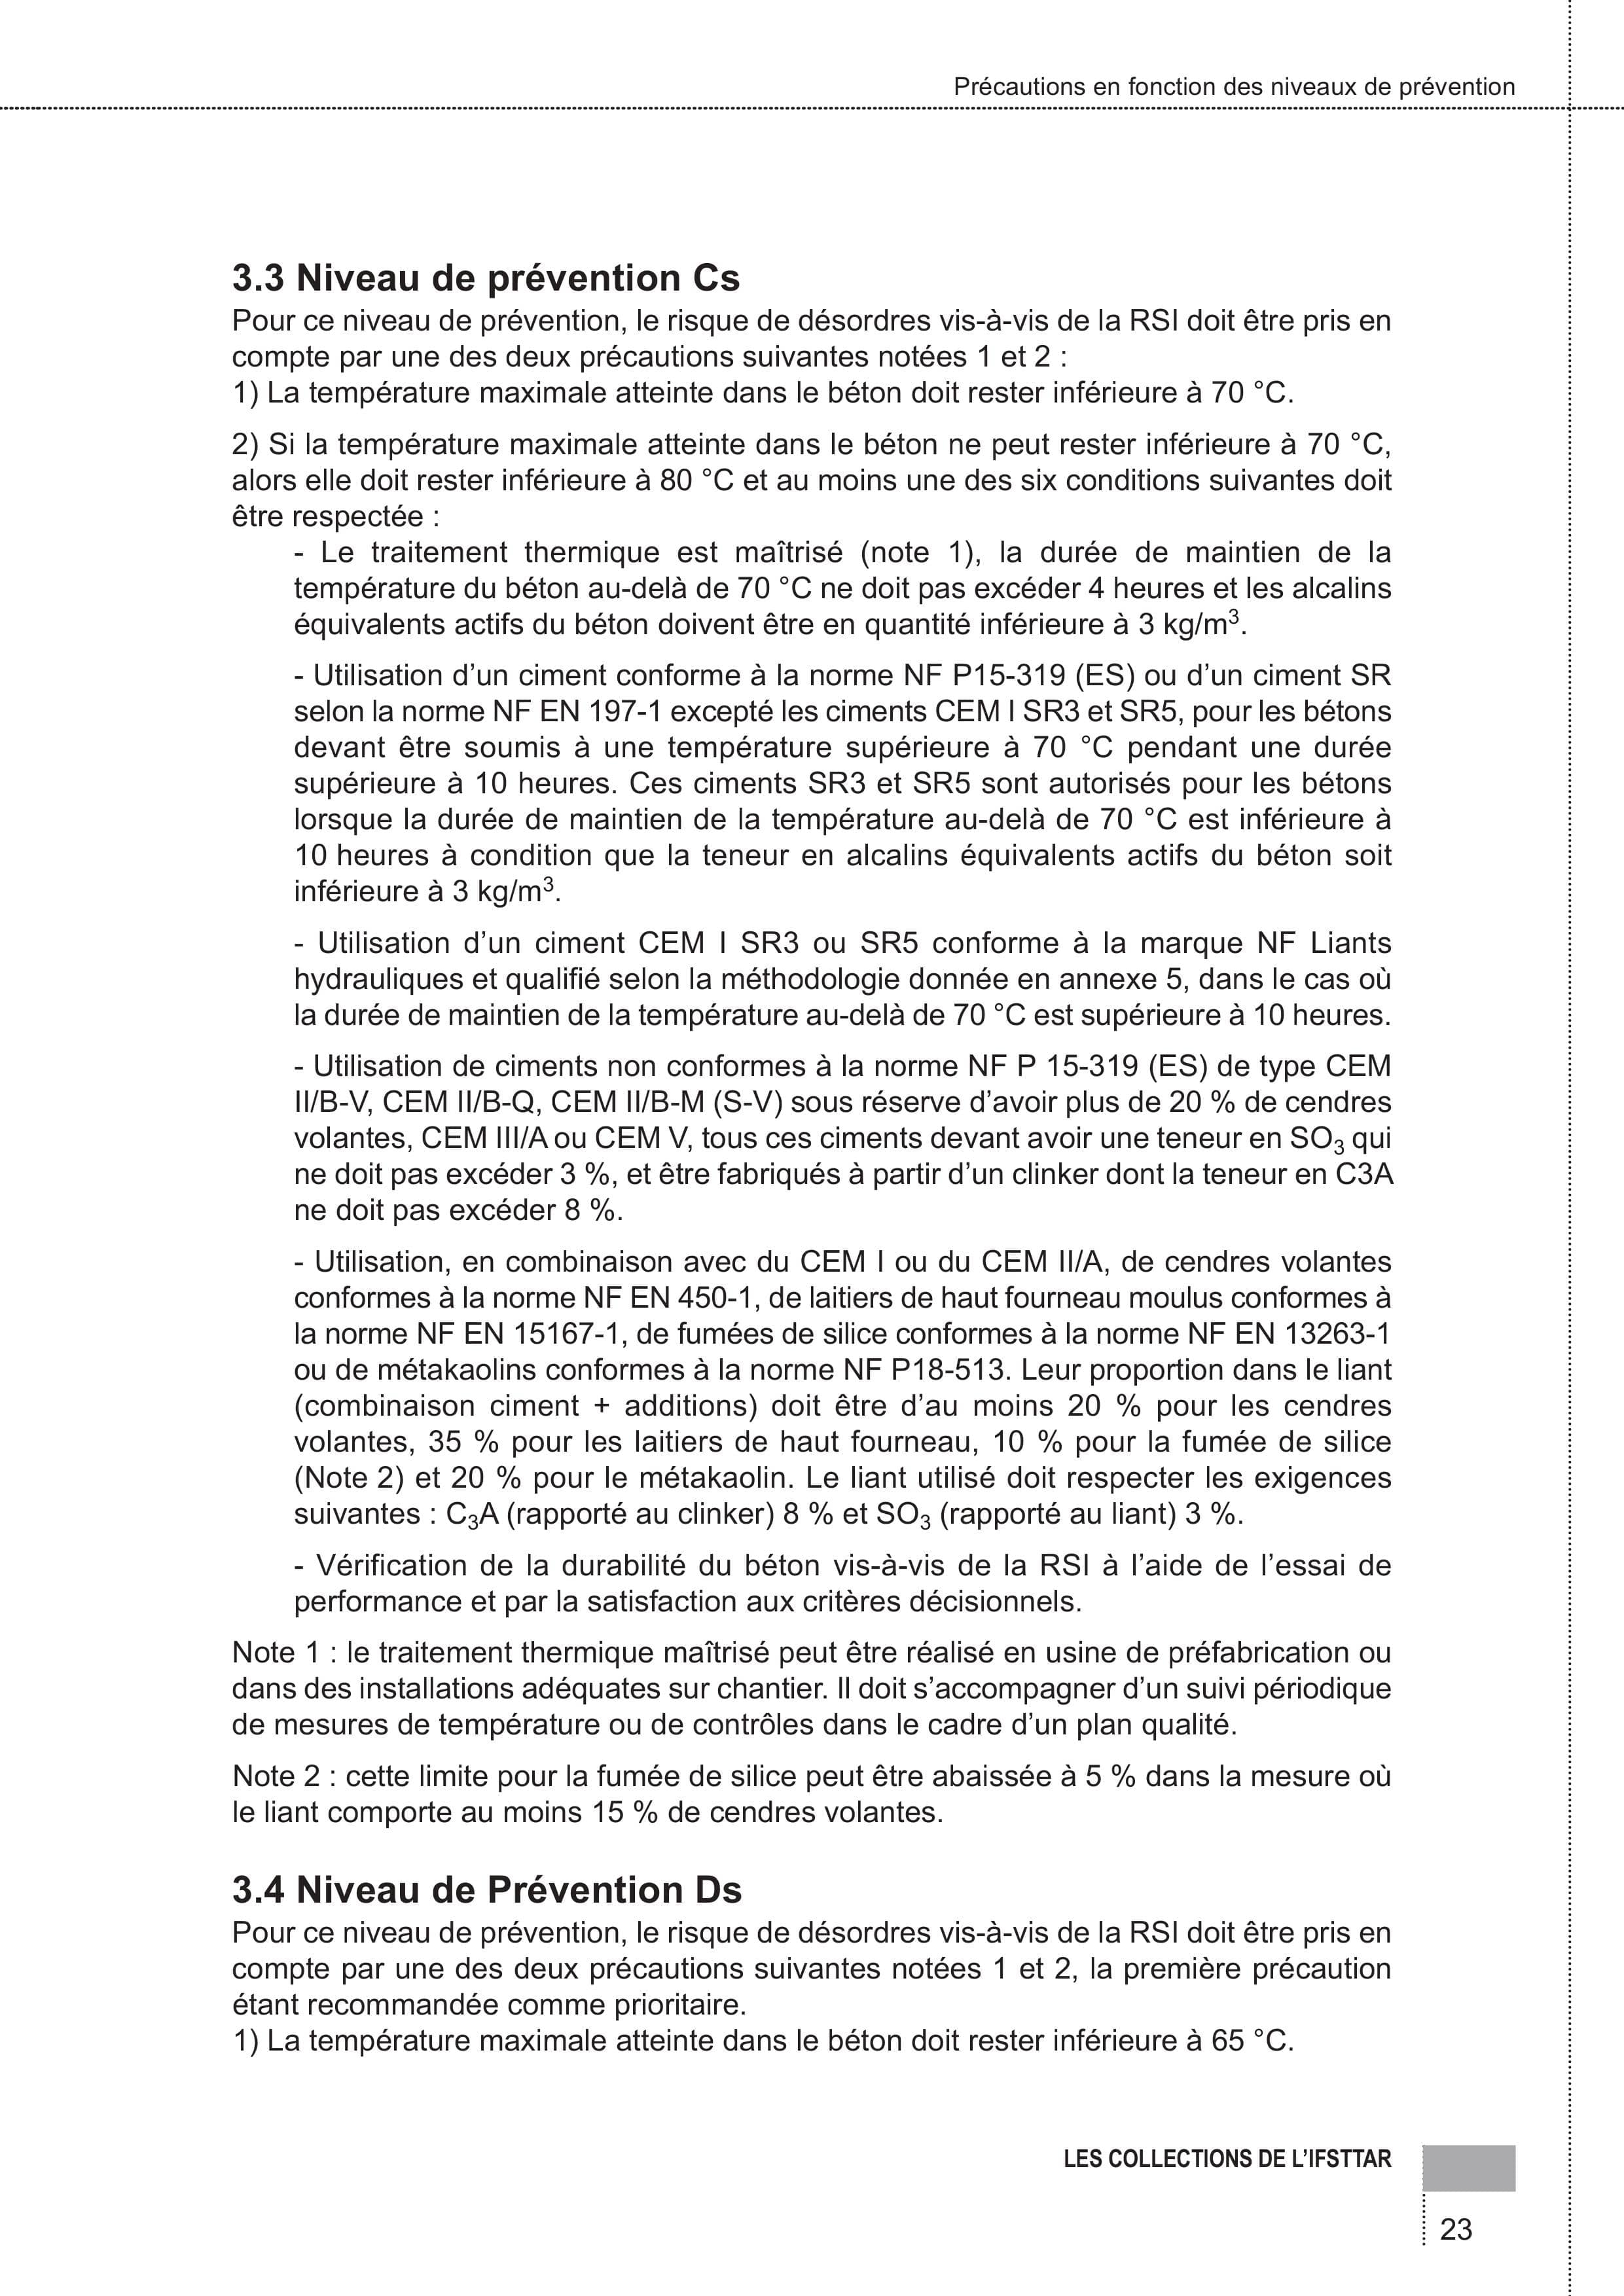 Précautions en fonction des niveaux de prévention
3.3 Niveau de prévention Cs
Pour ce niveau de prévention, le risque de désordres vis-à-vis de la RSI doit être pris en
compte par une des deux précautions suivantes notées 1 et 2 :
1) La température maximale atteinte dans le béton doit rester inférieure à 70 °C.
2) Si la température maximale atteinte dans le béton ne peut rester inférieure à 70 °C,
alors elle doit rester inférieure à 80 °C et au moins une des six conditions suivantes doit
être respectée :
- Le traitement thermique est maîtrisé (note 1), la durée de maintien de la
température du béton au-delà de 70 °C ne doit pas excéder 4 heures et les alcalins
équivalents actifs du béton doivent être en quantité inférieure à 3 kg/m³.
- Utilisation d’un ciment conforme à la norme NF P15-319 (ES) ou d’un ciment SR
selon la norme NF EN 197-1 excepté les ciments CEM I SR3 et SR5, pour les bétons
devant être soumis à une température supérieure à 70 °C pendant une durée
supérieure à 10 heures. Ces ciments SR3 et SR5 sont autorisés pour les bétons
lorsque la durée de maintien de la température au-delà de 70 °C est inférieure à
10 heures à condition que la teneur en alcalins équivalents actifs du béton soit
inférieure à 3 kg/m³.
- Utilisation d’un ciment CEM I SR3 ou SR5 conforme à la marque NF Liants
hydrauliques et qualifié selon la méthodologie donnée en annexe 5, dans le cas où
la durée de maintien de la température au-delà de 70 °C est supérieure à 10 heures.
- Utilisation de ciments non conformes à la norme NF P 15-319 (ES) de type CEM
II/B-V, CEM II/B-Q, CEM II/B-M (S-V) sous réserve d’avoir plus de 20 % de cendres
volantes, CEM III/A ou CEM V, tous ces ciments devant avoir une teneur en SO₃ qui
ne doit pas excéder 3 %, et être fabriqués à partir d’un clinker dont la teneur en C3A
ne doit pas excéder 8 %.
- Utilisation, en combinaison avec du CEM I ou du CEM II/A, de cendres volantes
conformes à la norme NF EN 450-1, de laitiers de haut fourneau moulus conformes à
la norme NF EN 15167-1, de fumées de silice conformes à la norme NF EN 13263-1
ou de métakaolins conformes à la norme NF P18-513. Leur proportion dans le liant
(combinaison ciment + additions) doit être d’au moins 20 % pour les cendres
volantes, 35 % pour les laitiers de haut fourneau, 10 % pour la fumée de silice
(Note 2) et 20 % pour le métakaolin. Le liant utilisé doit respecter les exigences
suivantes : C₃A (rapporté au clinker) 8 % et SO₃ (rapporté au liant) 3 %.
- Vérification de la durabilité du béton vis-à-vis de la RSI à l’aide de l’essai de
performance et par la satisfaction aux critères décisionnels.
Note 1 : le traitement thermique maîtrisé peut être réalisé en usine de préfabrication ou
dans des installations adéquates sur chantier. Il doit s’accompagner d’un suivi périodique
de mesures de température ou de contrôles dans le cadre d’un plan qualité.
Note 2 : cette limite pour la fumée de silice peut être abaissée à 5 % dans la mesure où
le liant comporte au moins 15 % de cendres volantes.
3.4 Niveau de Prévention Ds
Pour ce niveau de prévention, le risque de désordres vis-à-vis de la RSI doit être pris en
compte par une des deux précautions suivantes notées 1 et 2, la première précaution
étant recommandée comme prioritaire.
1) La température maximale atteinte dans le béton doit rester inférieure à 65 °C.
LES COLLECTIONS DE L’IFSTTAR
23